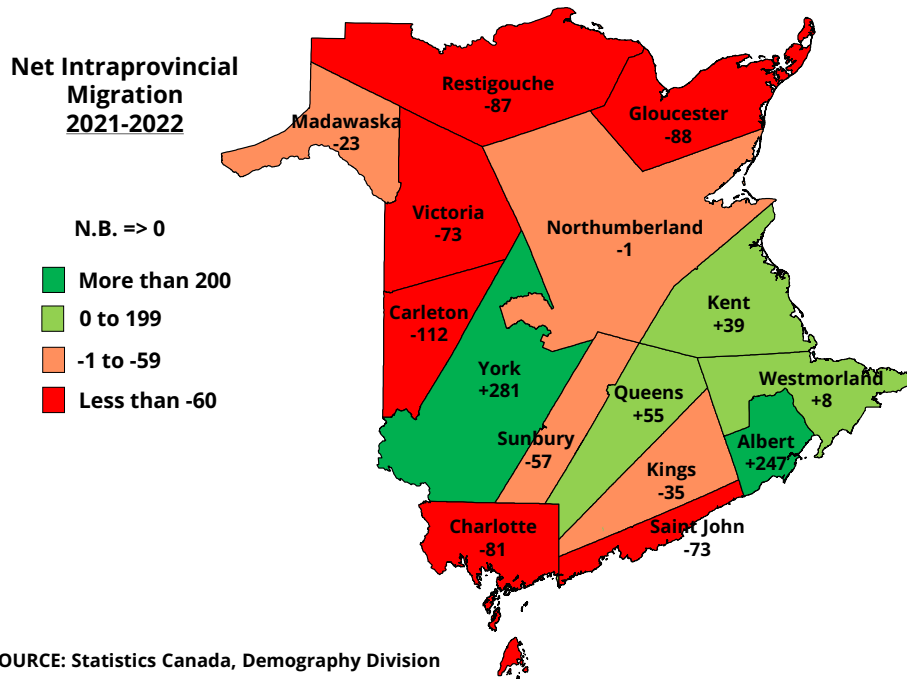 Net Intraprovincial
Migration
2021-2022
N.B. => 0
More than 200
0 to 199
-1 to -59
Less than -60
Restigouche
-87
Gloucester
-88
Madawaska
-23
Victoria
-73
Northumberland
-1
Carleton
-112
Kent
+39
York
+281
Westmorland
+8
Queens
+55
Sunbury
-57
Albert
+247
Kings
-35
Charlotte
-81
Saint John
-73
OURCE: Statistics Canada, Demography Division